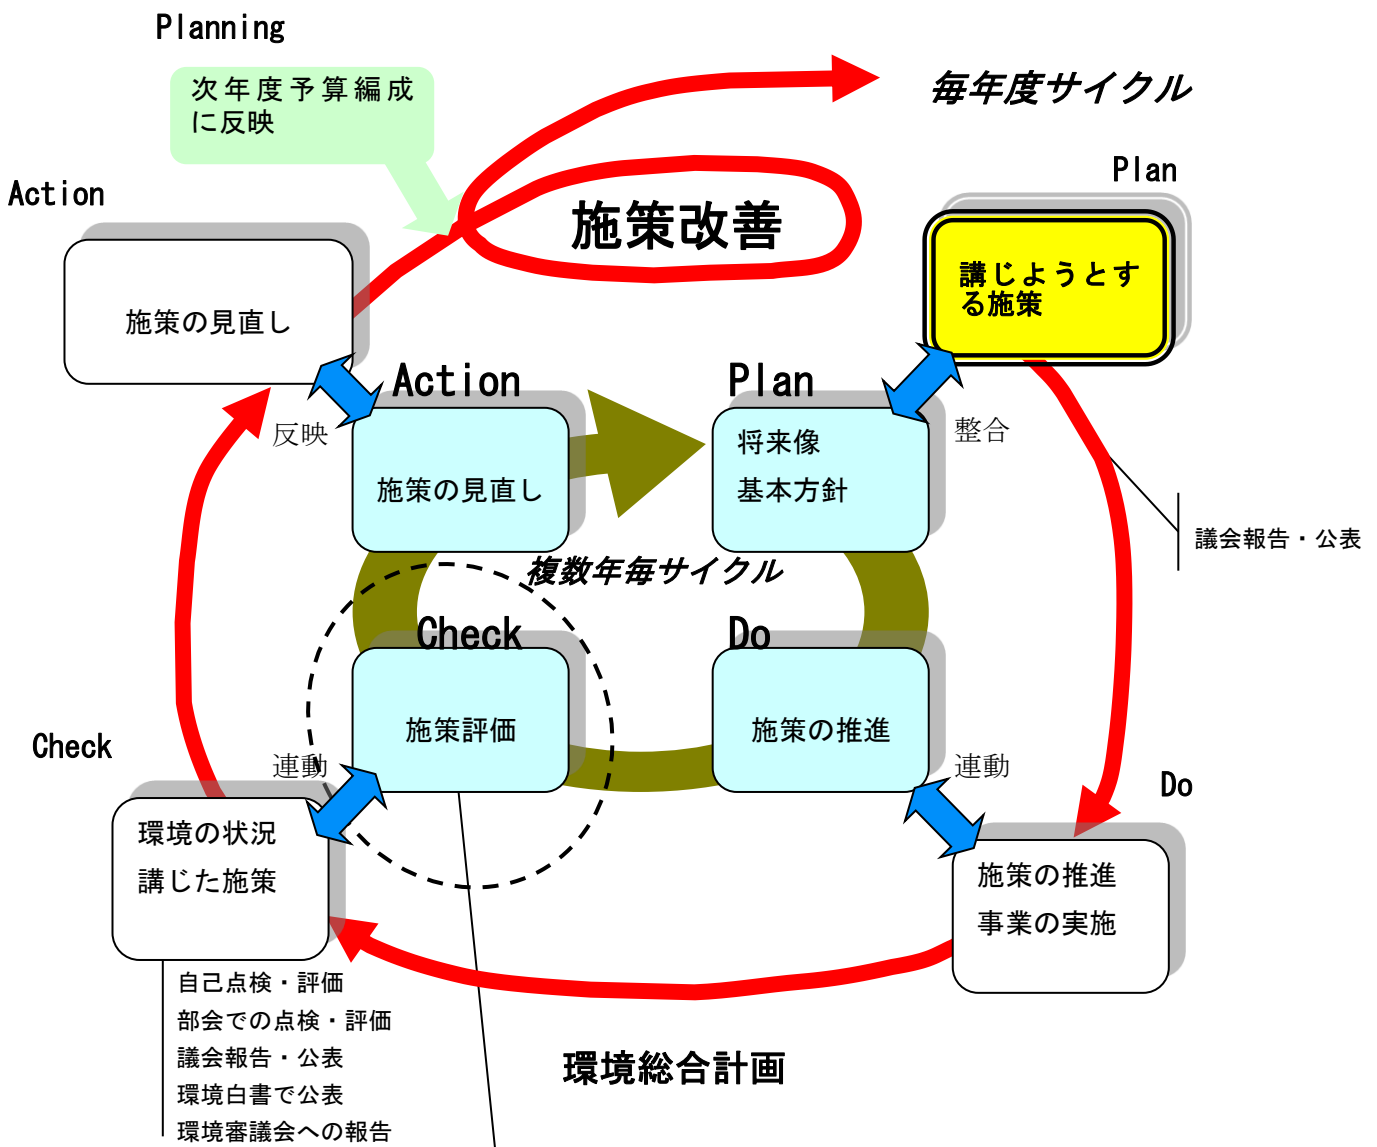 Planning
次年度予算編成
に反映
毎年度サイクル
Plan
Action
施策改善
講じようとす
る施策
施策の見直し
Action
Plan
反映
整合
将来像
基本方針
施策の見直し
議会報告・公表
複数年毎サイクル
Check
Do
施策評価
施策の推進
Check
連動
連動
Do
環境の状況
講じた施策
施策の推進
事業の実施
自己点検・評価
部会での点検・評価
議会報告・公表
環境白書で公表
環境審議会への報告
環境総合計画